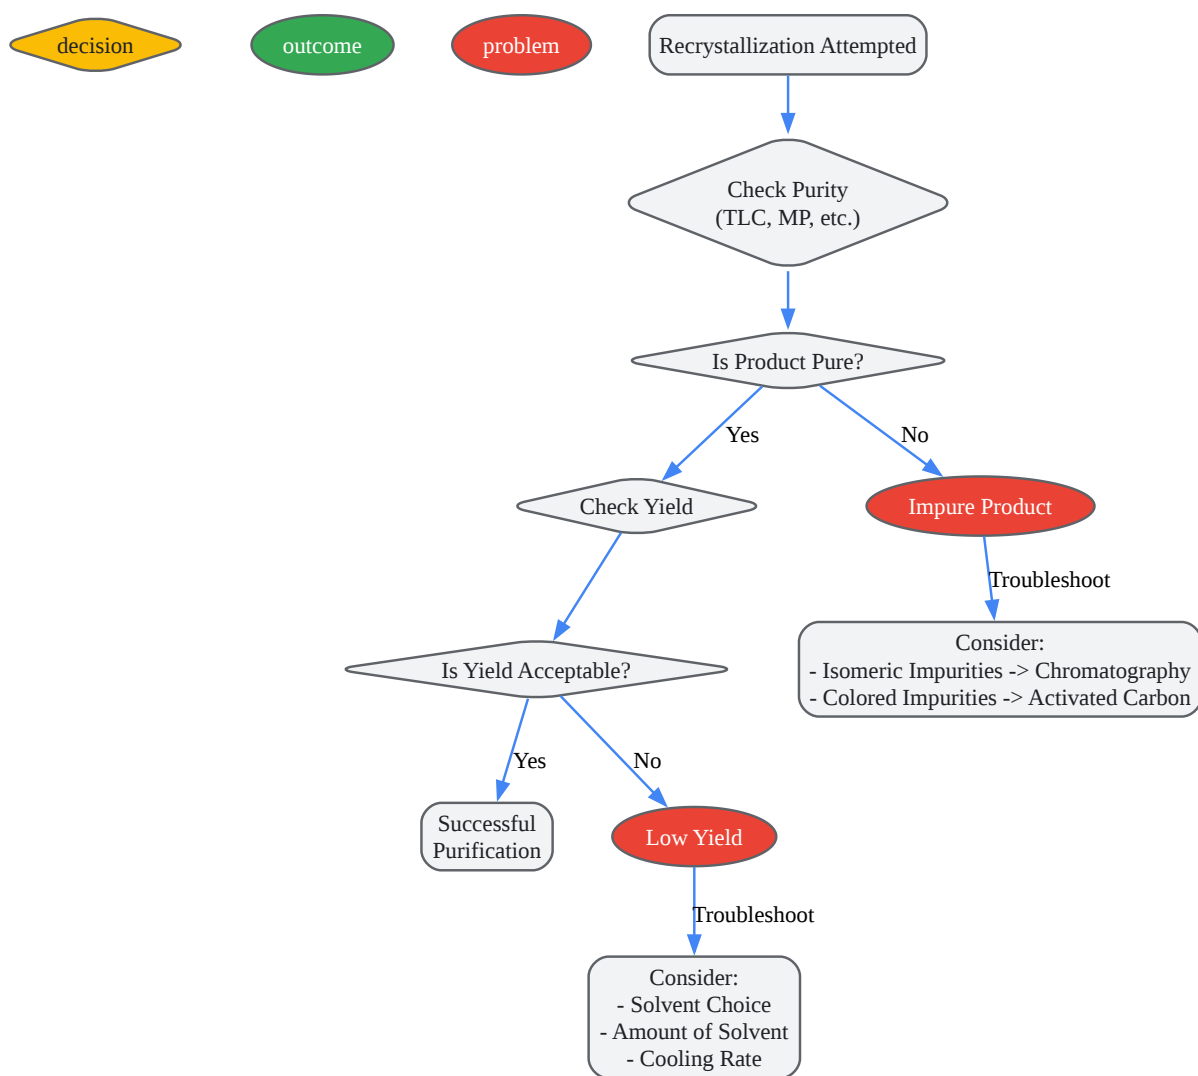 decision
outcome
problem
Recrystallization Attempted
Check Purity
(TLC, MP, etc.)
Is Product Pure?
Yes
No
Check Yield
Impure Product
Troubleshoot
Consider:
- Isomeric Impurities -> Chromatography
- Colored Impurities -> Activated Carbon
Is Yield Acceptable?
Yes
No
Successful
Purification
Low Yield
Troubleshoot
Consider:
- Solvent Choice
- Amount of Solvent
- Cooling Rate